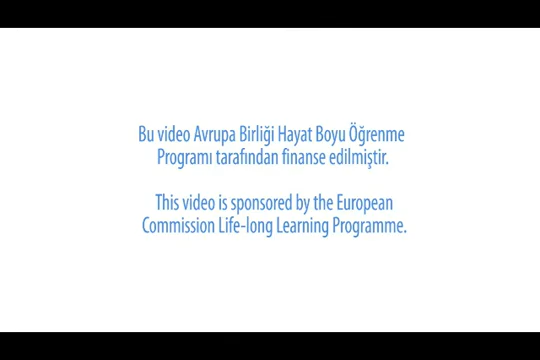 Bu video Avrupa Birliği Hayat Boyu Öğrenme
Programı tarafından finanse edilmiştir.
This video is sponsored by the European
Commission Life-long Learning Programme.